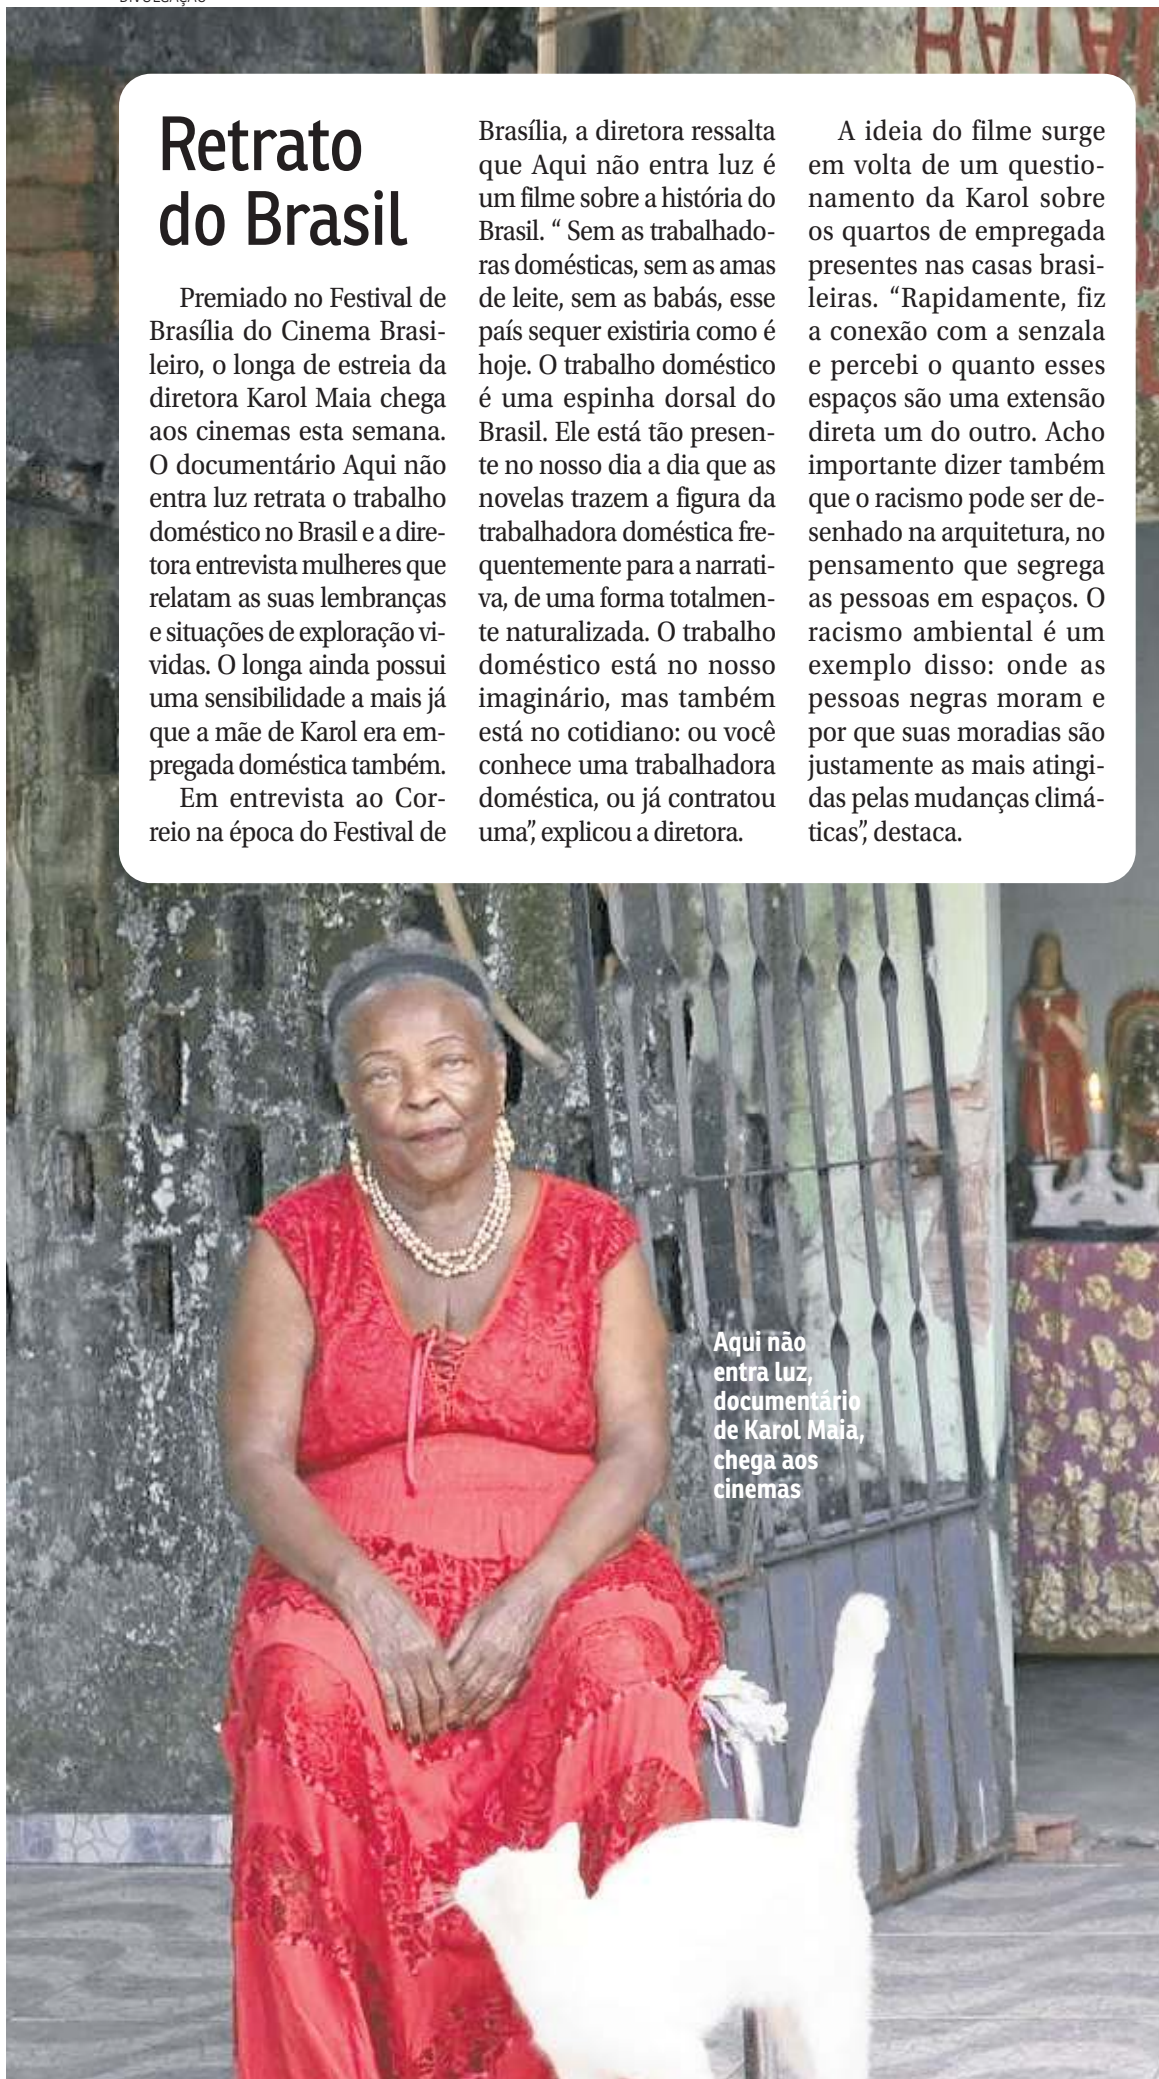 DIVULGAÇÃO
Retrato
do Brasil
Premiado no Festival de
Brasília do Cinema Brasi-
leiro, o longa de estreia da
diretora Karol Maia chega
aos cinemas esta semana.
O documentário Aqui não
entra luz retrata o trabalho
doméstico no Brasil e a dire-
tora entrevista mulheres que
relatam as suas lembranças
e situações de exploração vi-
vidas. O longa ainda possui
uma sensibilidade a mais já
que a mãe de Karol era em-
pregada doméstica também.
Em entrevista ao Cor-
reio na época do Festival de
Brasília, a diretora ressalta
que Aqui não entra luz é
um filme sobre a história do
Brasil. “ Sem as trabalhado-
ras domésticas, sem as amas
de leite, sem as babás, esse
país sequer existiria como é
hoje. O trabalho doméstico
é uma espinha dorsal do
Brasil. Ele está tão presen-
te no nosso dia a dia que as
novelas trazem a figura da
trabalhadora doméstica fre-
quentemente para a narrati-
va, de uma forma totalmen-
te naturalizada. O trabalho
doméstico está no nosso
imaginário, mas também
está no cotidiano: ou você
conhece uma trabalhadora
doméstica, ou já contratou
uma”, explicou a diretora.
A ideia do filme surge
em volta de um questio-
namento da Karol sobre
os quartos de empregada
presentes nas casas brasi-
leiras. “Rapidamente, fiz
a conexão com a senzala
e percebi o quanto esses
espaços são uma extensão
direta um do outro. Acho
importante dizer também
que o racismo pode ser de-
senhado na arquitetura, no
pensamento que segrega
as pessoas em espaços. O
racismo ambiental é um
exemplo disso: onde as
pessoas negras moram e
por que suas moradias são
justamente as mais atingi-
das pelas mudanças climá-
ticas”, destaca.
Aqui não
entra luz,
documentário
de Karol Maia,
chega aos
cinemas